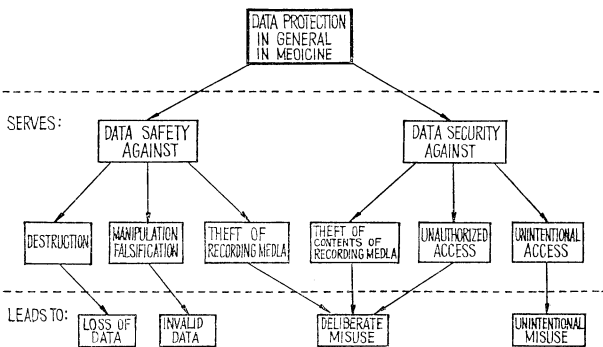 DATA PROTECTION
IN GENERAL
IN MEDICINE
SERVES:
DATA SAFETY
AGAINST
DATA SECURITY
AGAINST
DESTRUCTION
MANIPULATION
FALSIFICATION
THEFT OF
RECORDING MEDLA
THEFT OF
CONTENTS OF
RECORDING MEDLA
UNAUTHORIZED
ACCESS
UNINTENTIONAL
ACCESS
LEADS TO:
LOSS OF
DATA
INVALID
DATA
DELIBERATE
MISUSE
UNINTENTIONAL
MISUSE